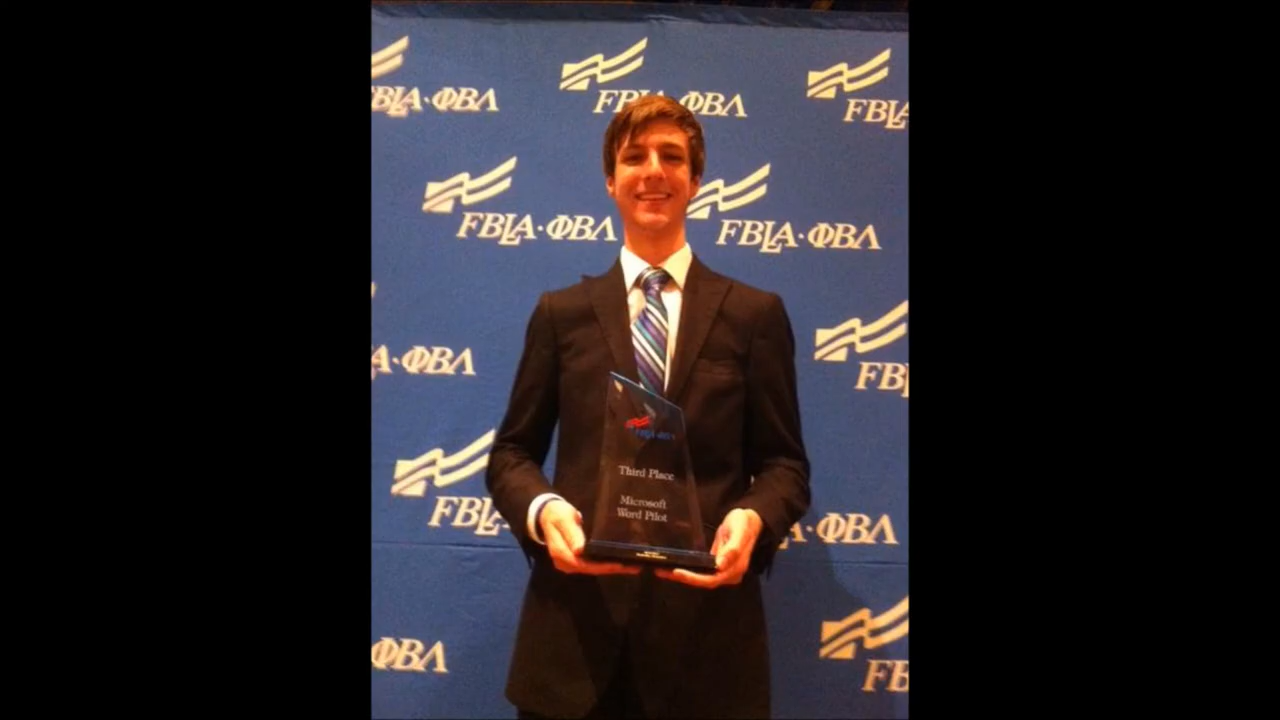 FBLA·ΦBΛ
FBLA·ΦBΛ
FBLA
FBLA·ΦBΛ
FBLA·ΦBΛ
A·ΦBΛ
FB
FBLA
A·ΦBΛ
ΦBΛ
FB
Third Place
Microsoft
Word Pilot